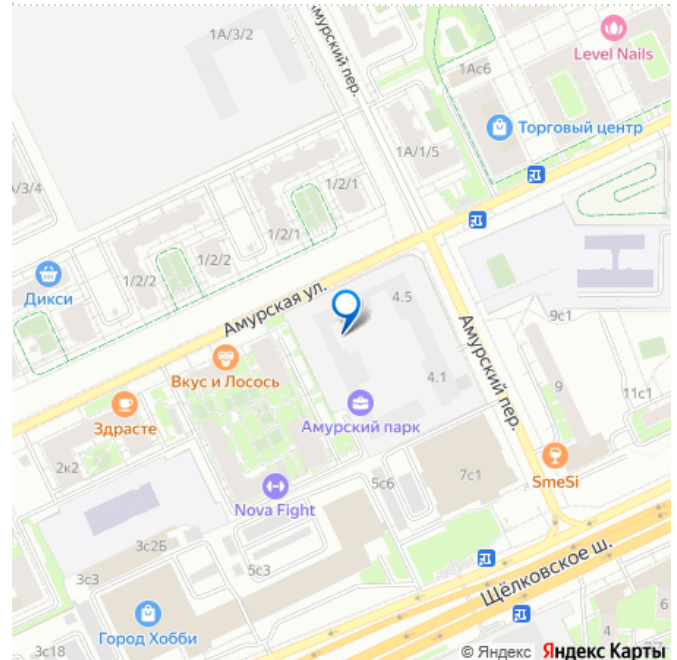 1А/3/2
Амурский пер.
Level Nails
1Ас6
Торговый центр
1А/1/5
/3/4
1/2/1
1/2/1
1/2/2
1/2/2
Дикси
Амурская ул.
4.5
Амурский пер.
9с1
Вкус и Лосось
4.1
9
11с1
Здрасте
Амурский парк
2к2
7с1
SmeSi
5с6
Nova Fight
3с2Б
5с3
3с3
Щёлковское ш.
Город Хобби
3с18
4
6
© Яндекс Яндекс Карты